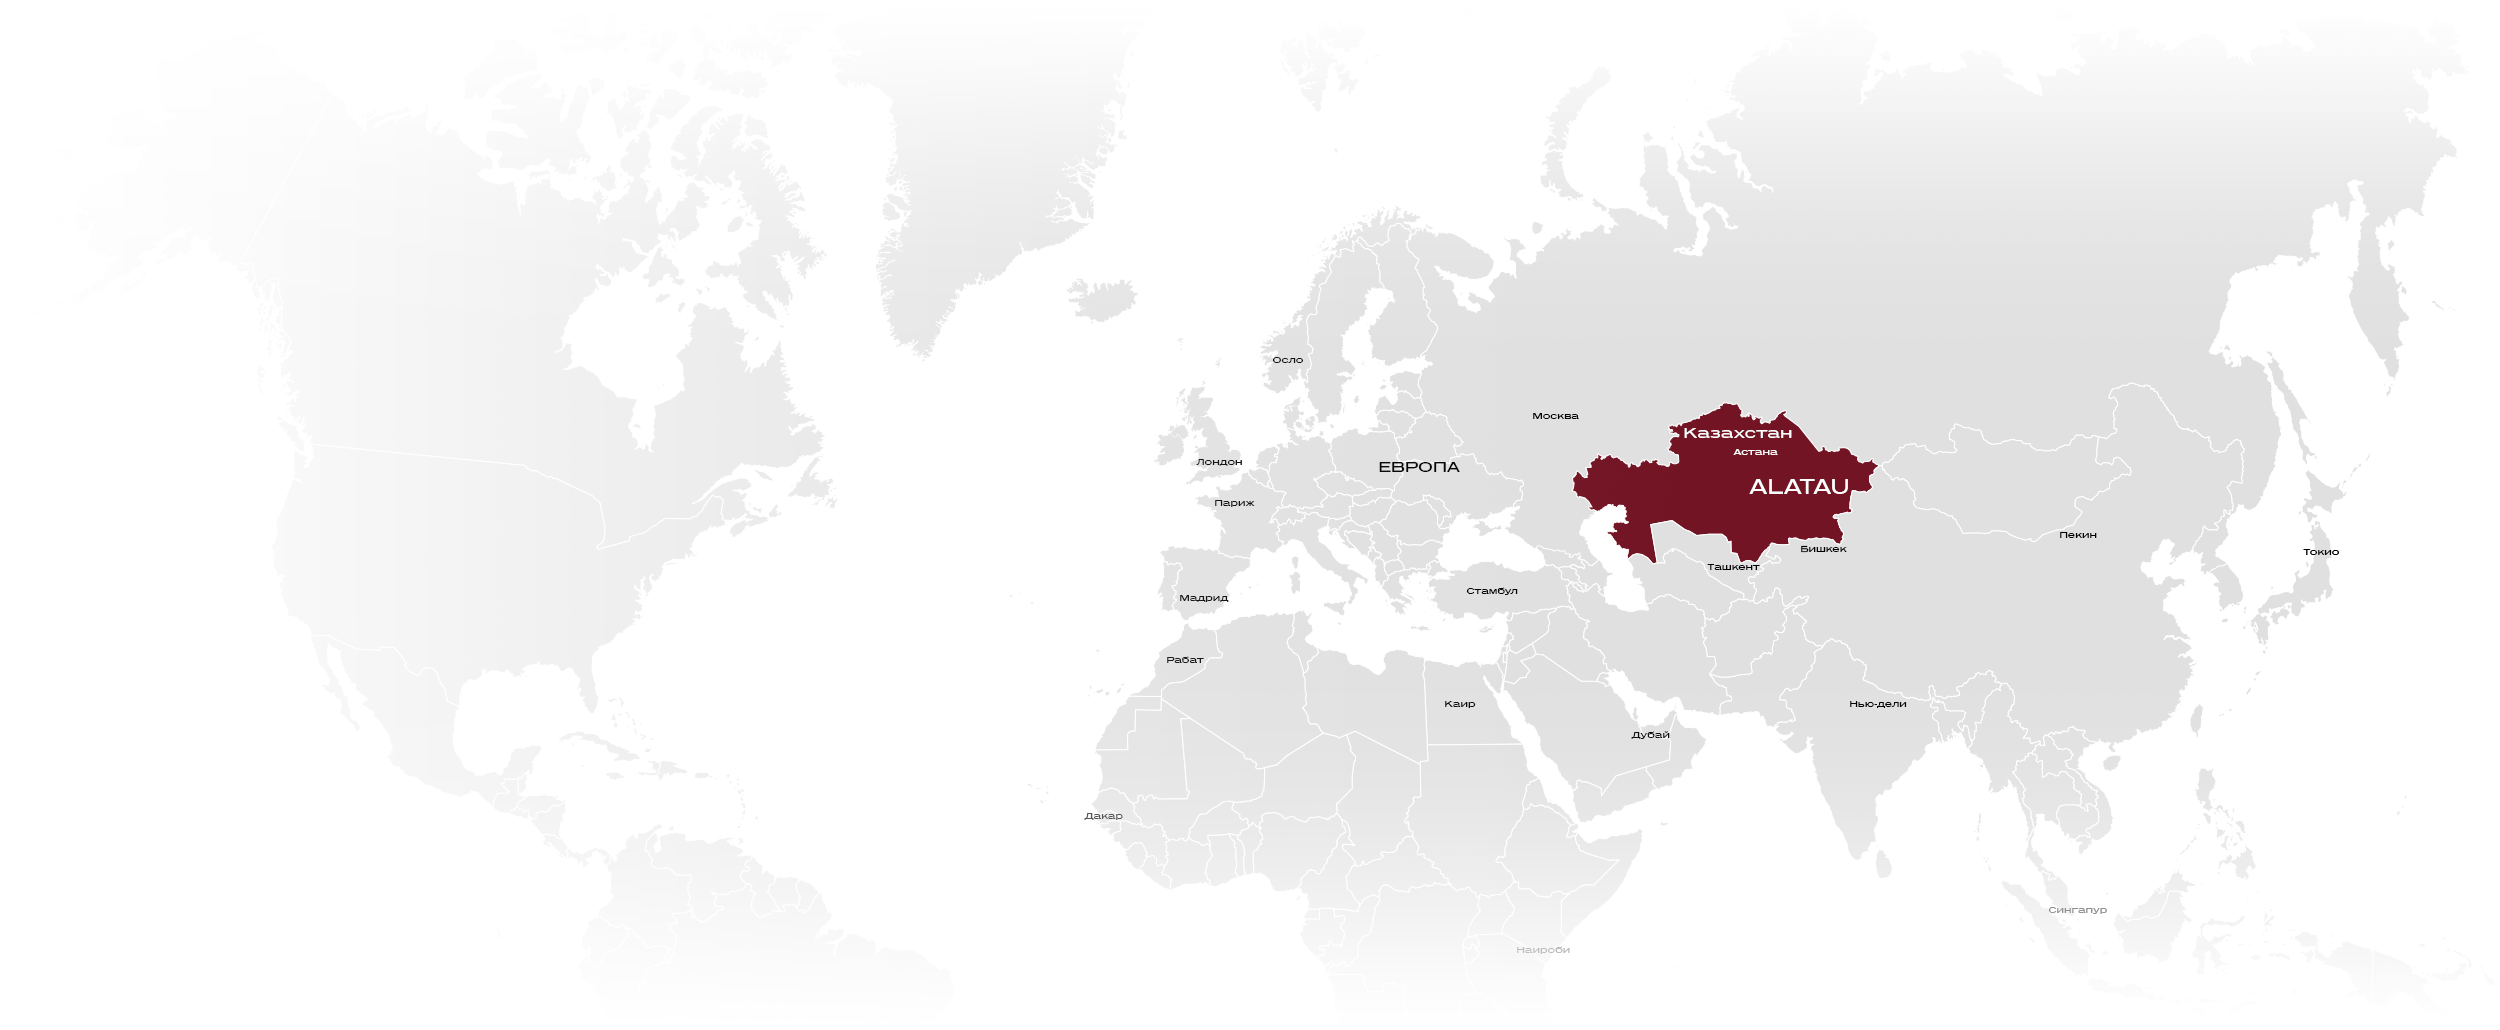 Осло
Москва
Казахстан
Астана
Лондон
ЕВРОПА
ALATAU
Париж
Пекин
Бишкек
Токио
Ташкент
Стамбул
Мадрид
Рабат
Каир
Нью-дели
Дубай
Дакар
Сингапур
Наироби